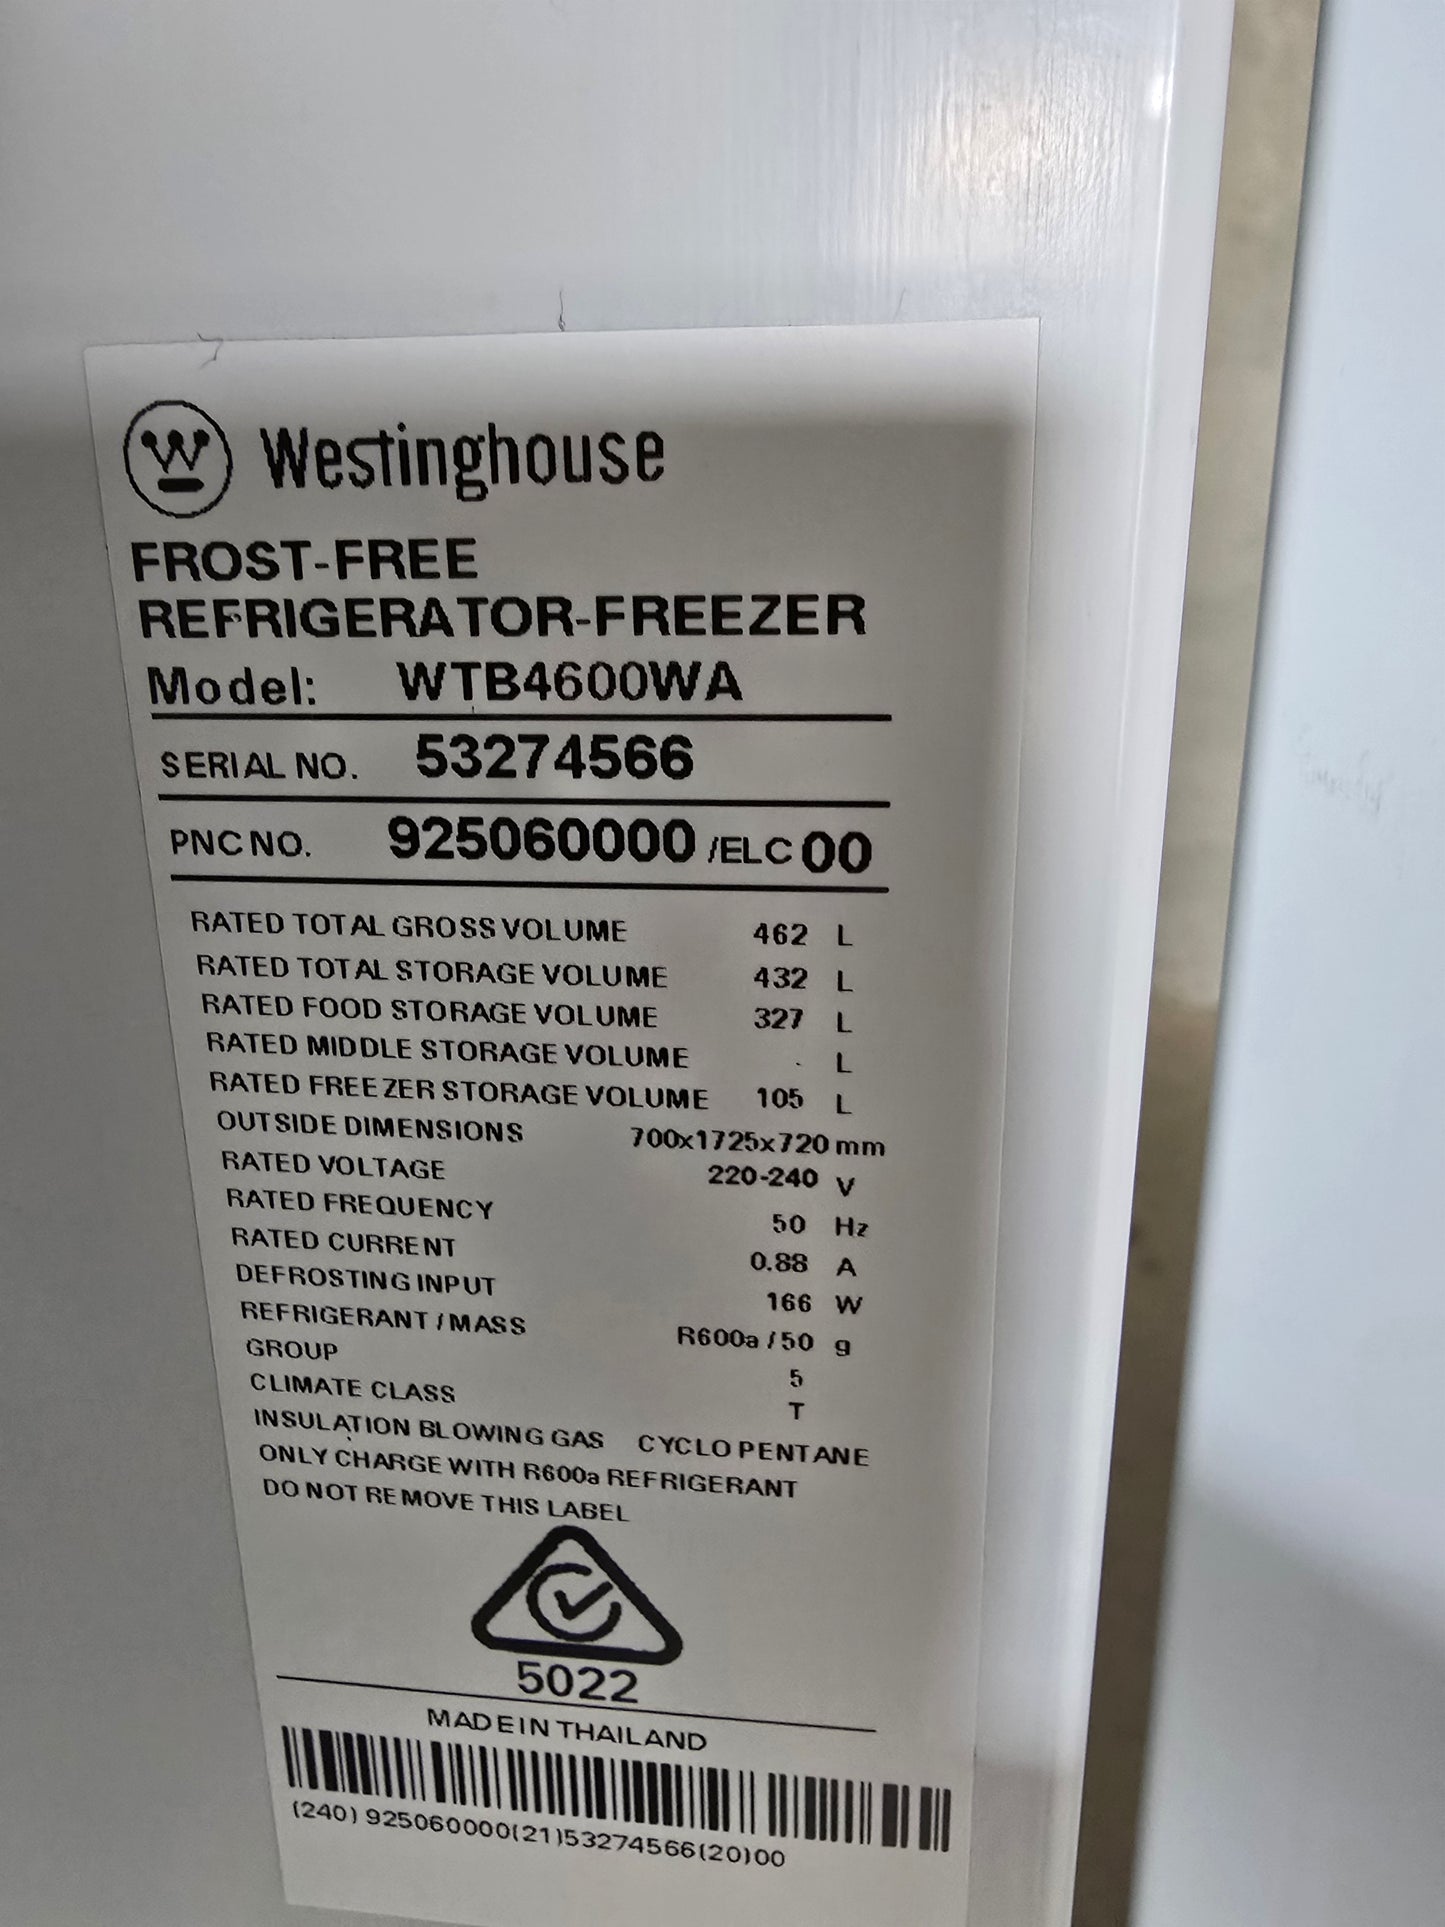 W Westinghouse
FROST-FREE
REFRIGERATOR-FREEZER
Model: WTB4600WA
SERIAL NO. 53274566
PNC NO. 925060000 /ELC 00
RATED TOTAL GROSS VOLUME 462 L
RATED TOTAL STORAGE VOLUME 432 L
RATED FOOD STORAGE VOLUME 327 L
RATED MIDDLE STORAGE VOLUME - L
RATED FREEZER STORAGE VOLUME 105 L
OUTSIDE DIMENSIONS 700x1725x720 mm
RATED VOLTAGE 220-240 V
RATED FREQUENCY 50 Hz
RATED CURRENT 0.88 A
DEFROSTING INPUT 166 W
REFRIGERANT / MASS R600a / 50 g
GROUP 5
CLIMATE CLASS T
INSULATION BLOWING GAS CYCLO PENTANE
ONLY CHARGE WITH R600a REFRIGERANT
DO NOT REMOVE THIS LABEL
5022
MADE IN THAILAND
(240) 925060000(21)53274566(20)00